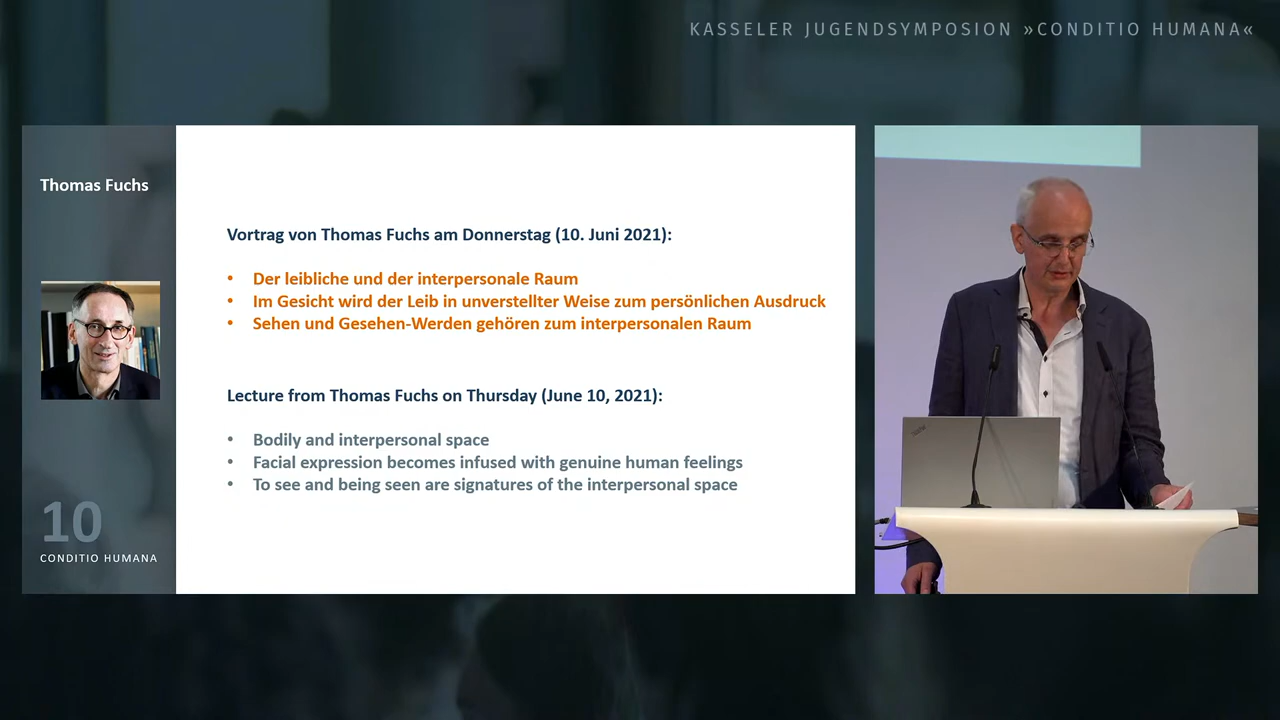 KASSELER JUGENDSYMPOSION »CONDITIO HUMANA«
Thomas Fuchs
10
CONDITIO HUMANA
Vortrag von Thomas Fuchs am Donnerstag (10. Juni 2021):
• Der leibliche und der interpersonale Raum
• Im Gesicht wird der Leib in unverstellter Weise zum persönlichen Ausdruck
• Sehen und Gesehen-Werden gehören zum interpersonalen Raum
Lecture from Thomas Fuchs on Thursday (June 10, 2021):
• Bodily and interpersonal space
• Facial expression becomes infused with genuine human feelings
• To see and being seen are signatures of the interpersonal space